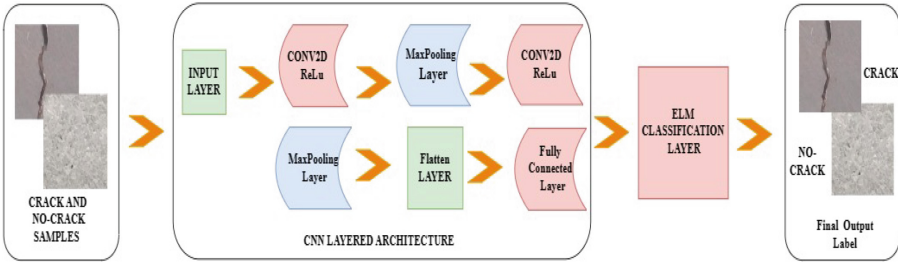 CRACK AND
NO-CRACK
SAMPLES
INPUT
LAYER
CONV2D
ReLu
MaxPooling
Layer
CONV2D
ReLu
MaxPooling
Layer
Flatten
LAYER
Fully
Connected
Layer
CNN LAYERED ARCHITECTURE
ELM
CLASSIFICATION
LAYER
CRACK
NO-
CRACK
Final Output
Label